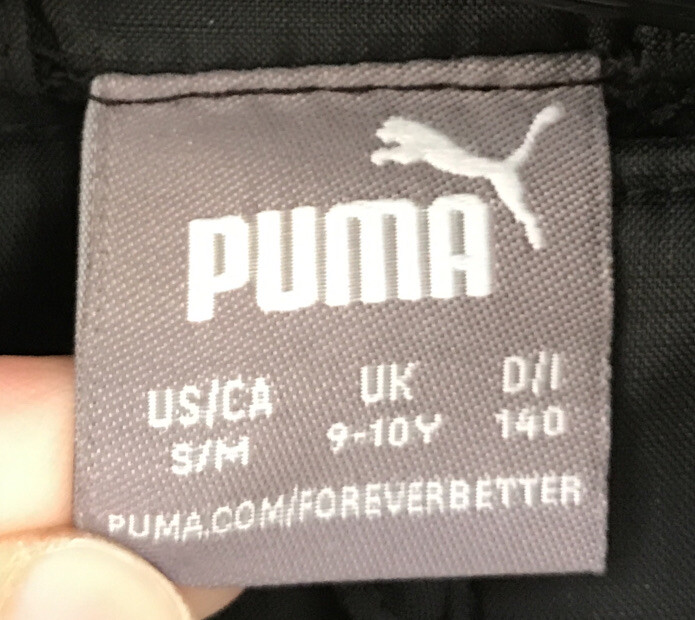 PUMA
US/CA UK D/I
S/M 9-10Y 140
PUMA.COM/FOREVERBETTER